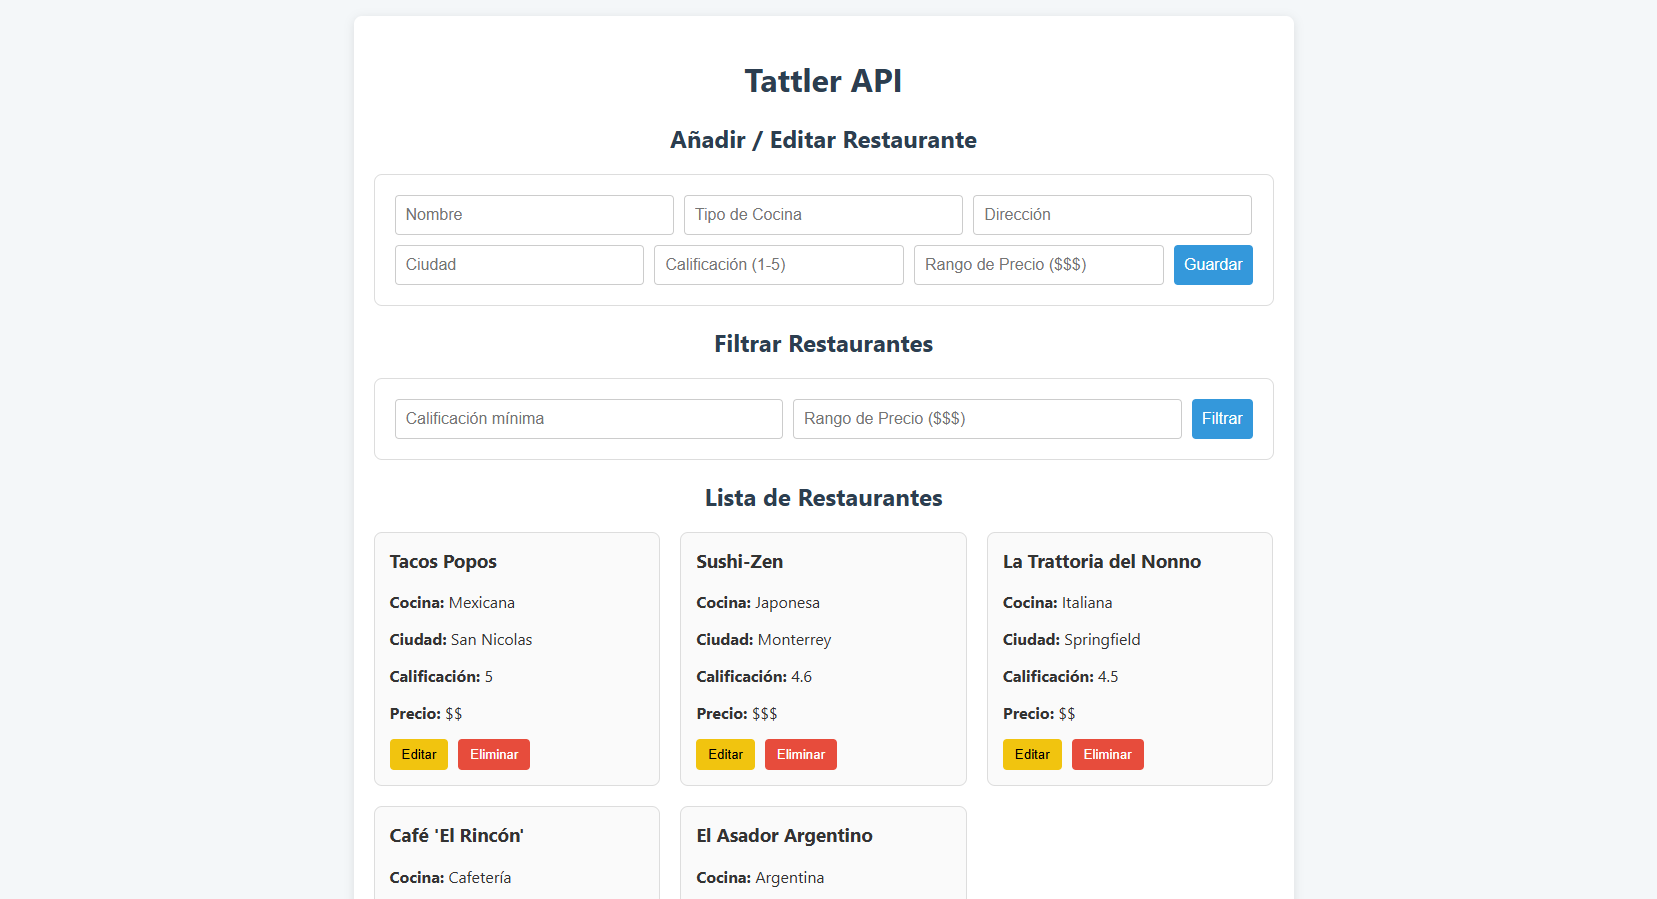 Tattler API
Añadir / Editar Restaurante
Nombre Tipo de Cocina Dirección
Ciudad Calificación (1-5) Rango de Precio ($$$) Guardar
Filtrar Restaurantes
Calificación mínima Rango de Precio ($$$) Filtrar
Lista de Restaurantes
Tacos Popos
Cocina: Mexicana
Ciudad: San Nicolas
Calificación: 5
Precio: $$
Editar Eliminar
Sushi-Zen
Cocina: Japonesa
Ciudad: Monterrey
Calificación: 4.6
Precio: $$$
Editar Eliminar
La Trattoria del Nonno
Cocina: Italiana
Ciudad: Springfield
Calificación: 4.5
Precio: $$
Editar Eliminar
Café 'El Rincón'
Cocina: Cafetería
El Asador Argentino
Cocina: Argentina